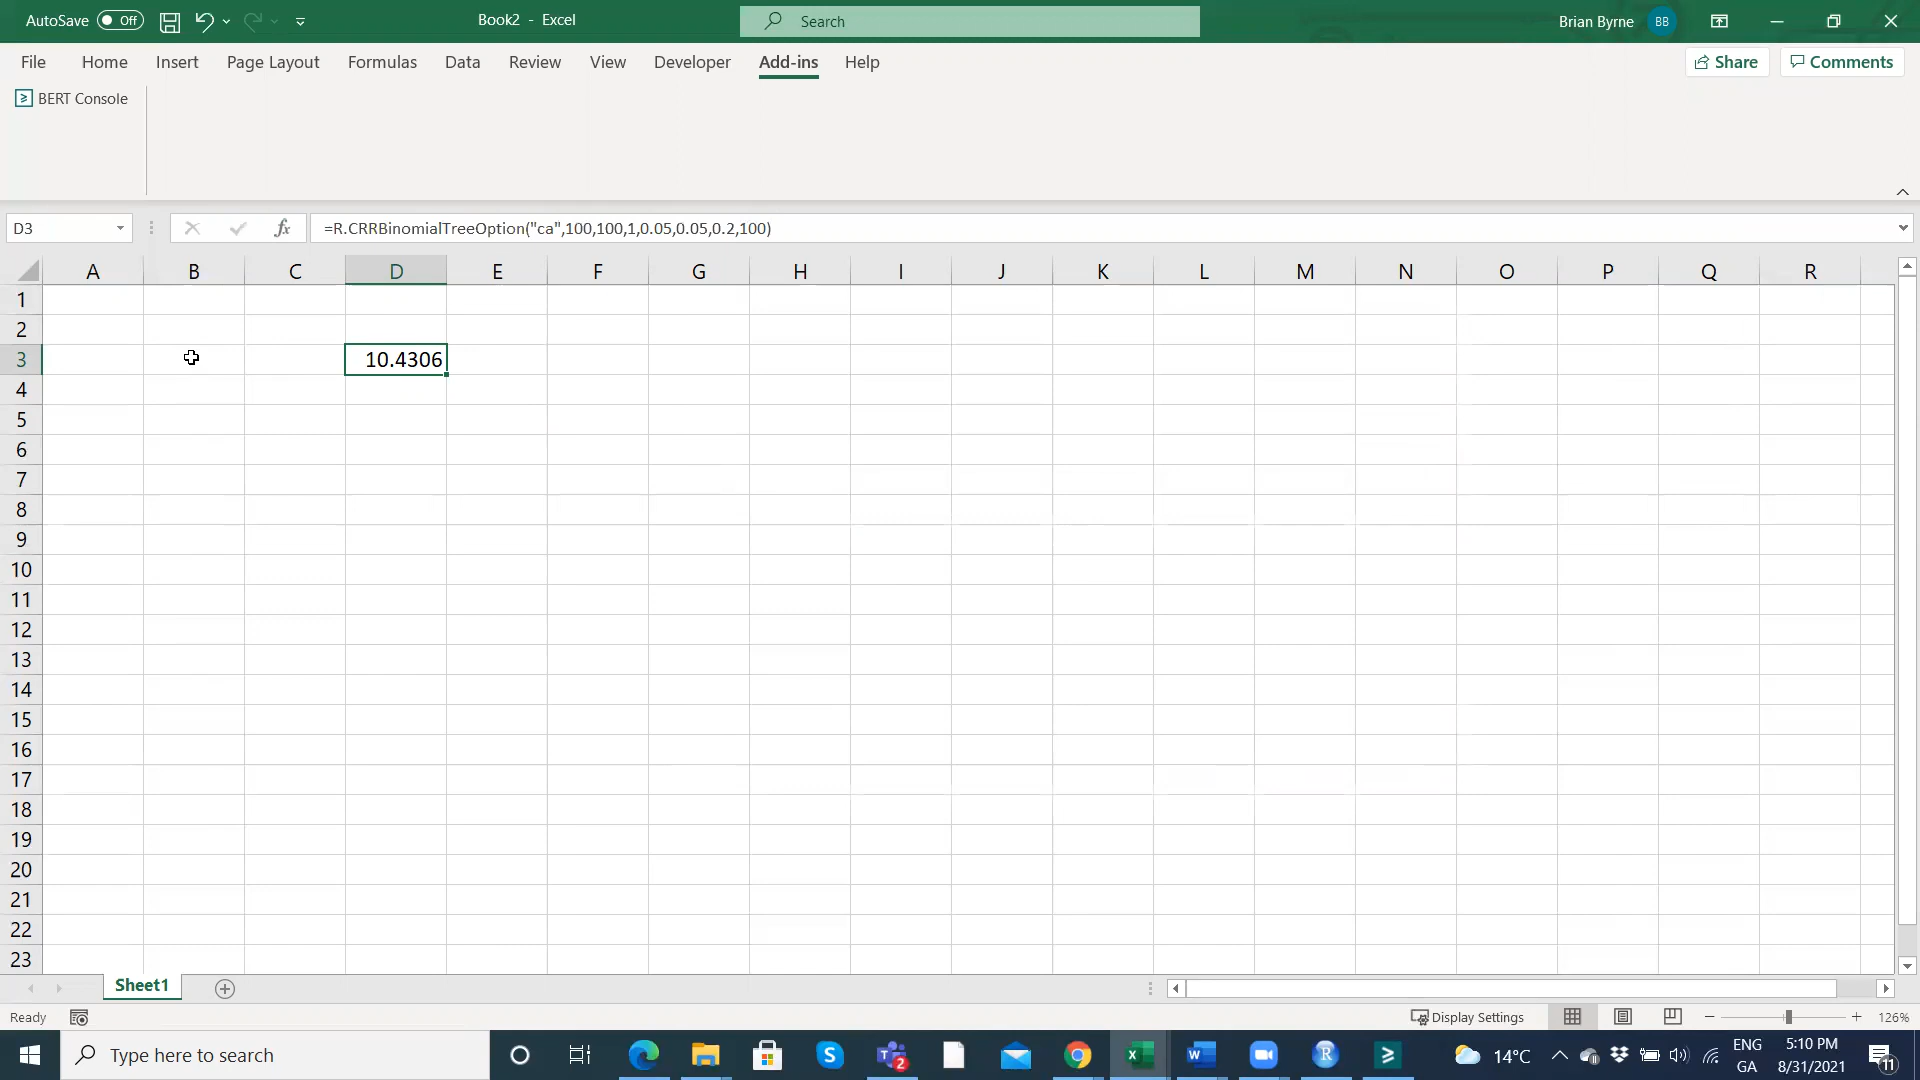 AutoSave Off Book2 - Excel Search Brian Byrne BB
File Home Insert Page Layout Formulas Data Review View Developer Add-ins Help Share Comments
BERT Console
D3 fx =R.CRRBinomialTreeOption("ca",100,100,1,0.05,0.05,0.2,100)
A B C D E F G H I J K L M N O P Q R
1
2
3 10.4306
4
5
6
7
8
9
10
11
12
13
14
15
16
17
18
19
20
21
22
23
Sheet1
Ready Display Settings 126%
Type here to search 2 14°C ENG 5:10 PM
GA 8/31/2021 11